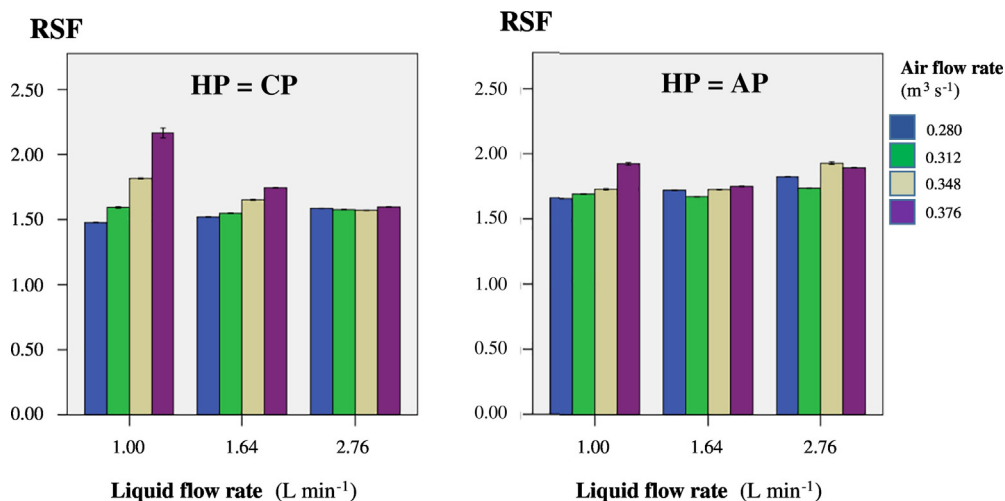 RSF
HP = CP
2.50
2.00
1.50
1.00
0.50
0.00
1.00 1.64 2.76
Liquid flow rate (L min⁻¹)
RSF
HP = AP
2.50
2.00
1.50
1.00
0.50
0.00
1.00 1.64 2.76
Liquid flow rate (L min⁻¹)
Air flow rate
(m³ s⁻¹)
0.280
0.312
0.348
0.376